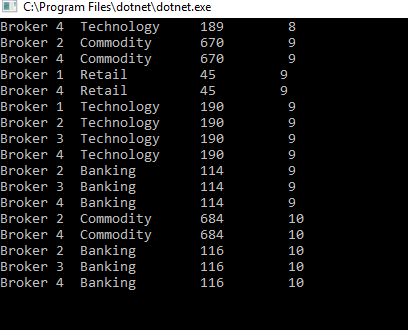 C:\Program Files\dotnet\dotnet.exe
Broker 4 Technology 189 8
Broker 2 Commodity 670 9
Broker 4 Commodity 670 9
Broker 1 Retail 45 9
Broker 4 Retail 45 9
Broker 1 Technology 190 9
Broker 2 Technology 190 9
Broker 3 Technology 190 9
Broker 4 Technology 190 9
Broker 2 Banking 114 9
Broker 3 Banking 114 9
Broker 4 Banking 114 9
Broker 2 Commodity 684 10
Broker 4 Commodity 684 10
Broker 2 Banking 116 10
Broker 3 Banking 116 10
Broker 4 Banking 116 10